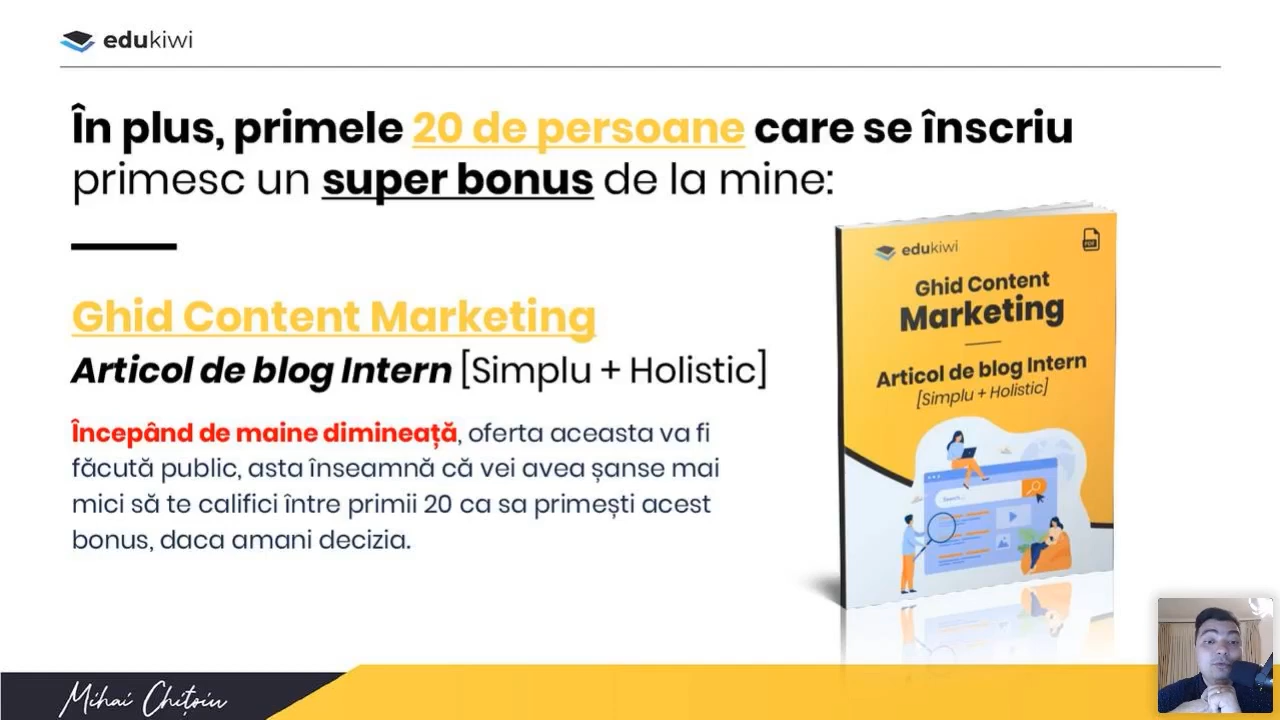 edukiwi
În plus, primele 20 de persoane care se înscriu
primesc un super bonus de la mine:
Ghid Content Marketing
Articol de blog Intern [Simplu + Holistic]
Începând de maine dimineață, oferta aceasta va fi
făcută public, asta înseamnă că vei avea șanse mai
mici să te califici între primii 20 ca sa primești acest
bonus, daca amani decizia.
edukiwi
PDF
Ghid Content
Marketing
Articol de blog Intern
[Simplu + Holistic]
Search...
Mihai Chițoiu